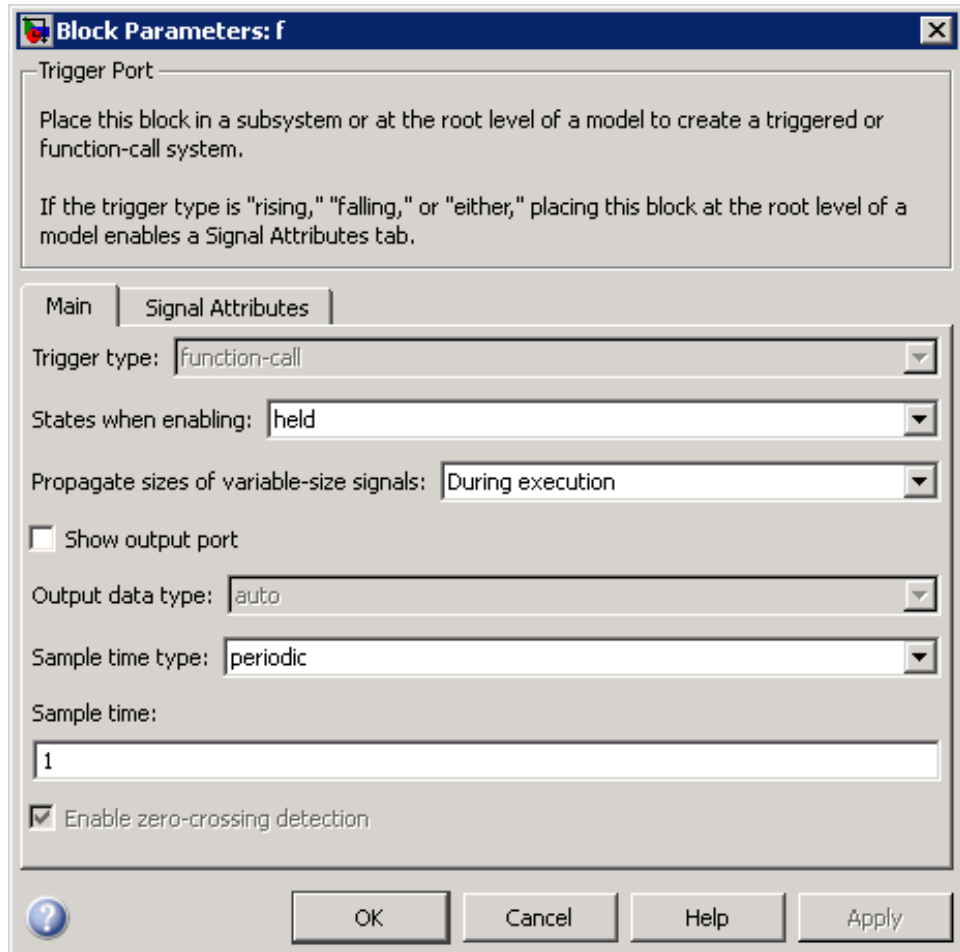 Block Parameters: f
Trigger Port
Place this block in a subsystem or at the root level of a model to create a triggered or
function-call system.
If the trigger type is "rising," "falling," or "either," placing this block at the root level of a
model enables a Signal Attributes tab.
Main Signal Attributes
Trigger type: function-call
States when enabling: held
Propagate sizes of variable-size signals: During execution
Show output port
Output data type: auto
Sample time type: periodic
Sample time:
1
Enable zero-crossing detection
? OK Cancel Help Apply